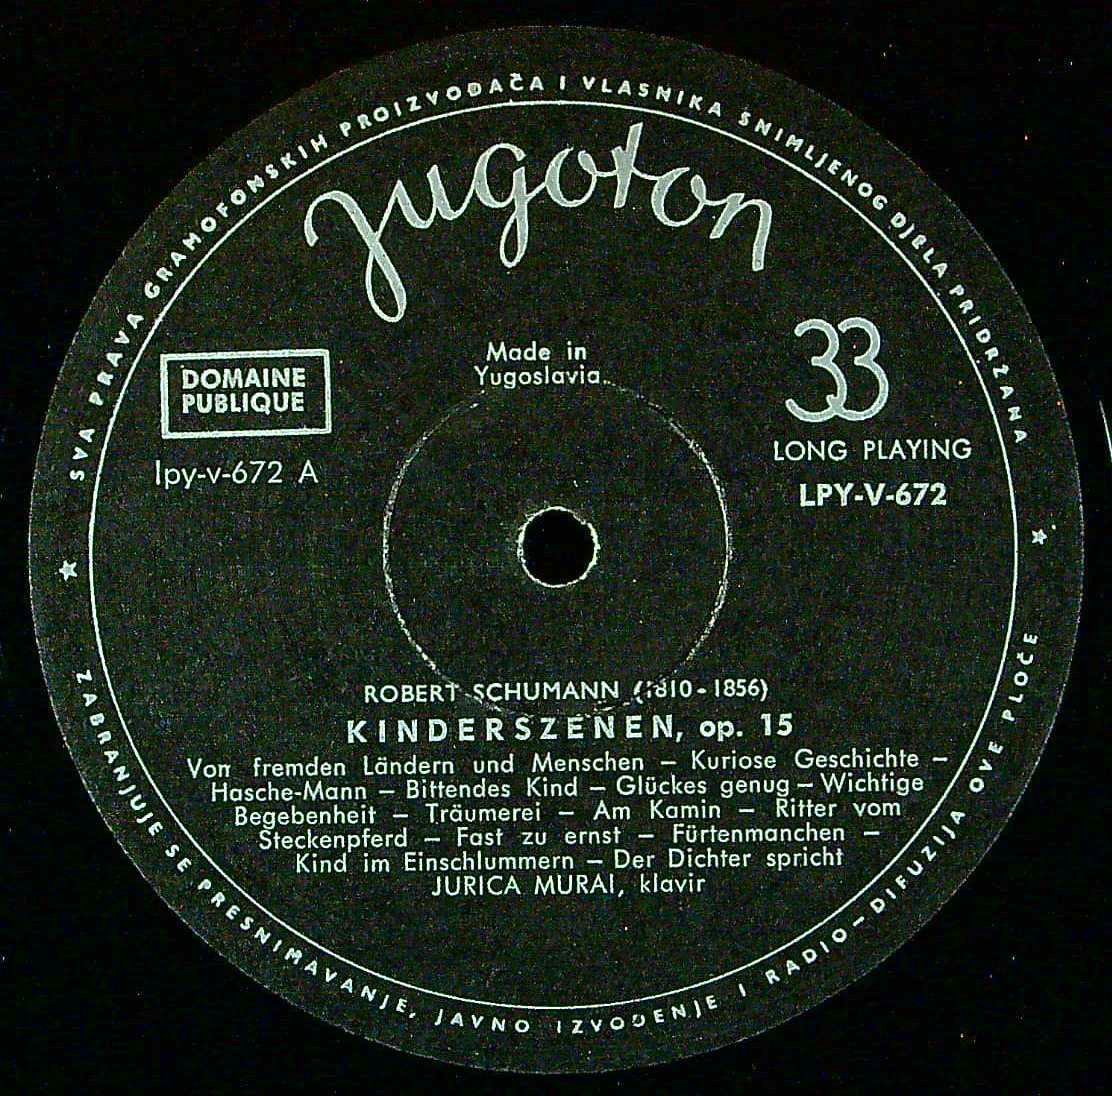 SVA PRAVA GRAMOFONSKIH PROIZVOĐAČA I VLASNIKA SNIMLJENOG DJELA PRIDRŽANA
Jugoton
Made in
Yugoslavia
DOMAINE
PUBLIQUE
lpy-v-672 A
33
LONG PLAYING
LPY-V-672
ROBERT SCHUMANN (1810-1856)
KINDERSZENEN, op. 15
Von fremden Ländern und Menschen – Kuriose Geschichte –
Hasche-Mann – Bittendes Kind – Glückes genug – Wichtige
Begebenheit – Träumerei – Am Kamin – Ritter vom
Steckenpferd – Fast zu ernst – Fürtenmanchen –
Kind im Einschlummern – Der Dichter spricht
JURICA MURAI, klavir
ZABRANJUJE SE PRESNIMAVANJE, JAVNO IZVOĐENJE I RADIO-DIFUZIJA OVE PLOČE